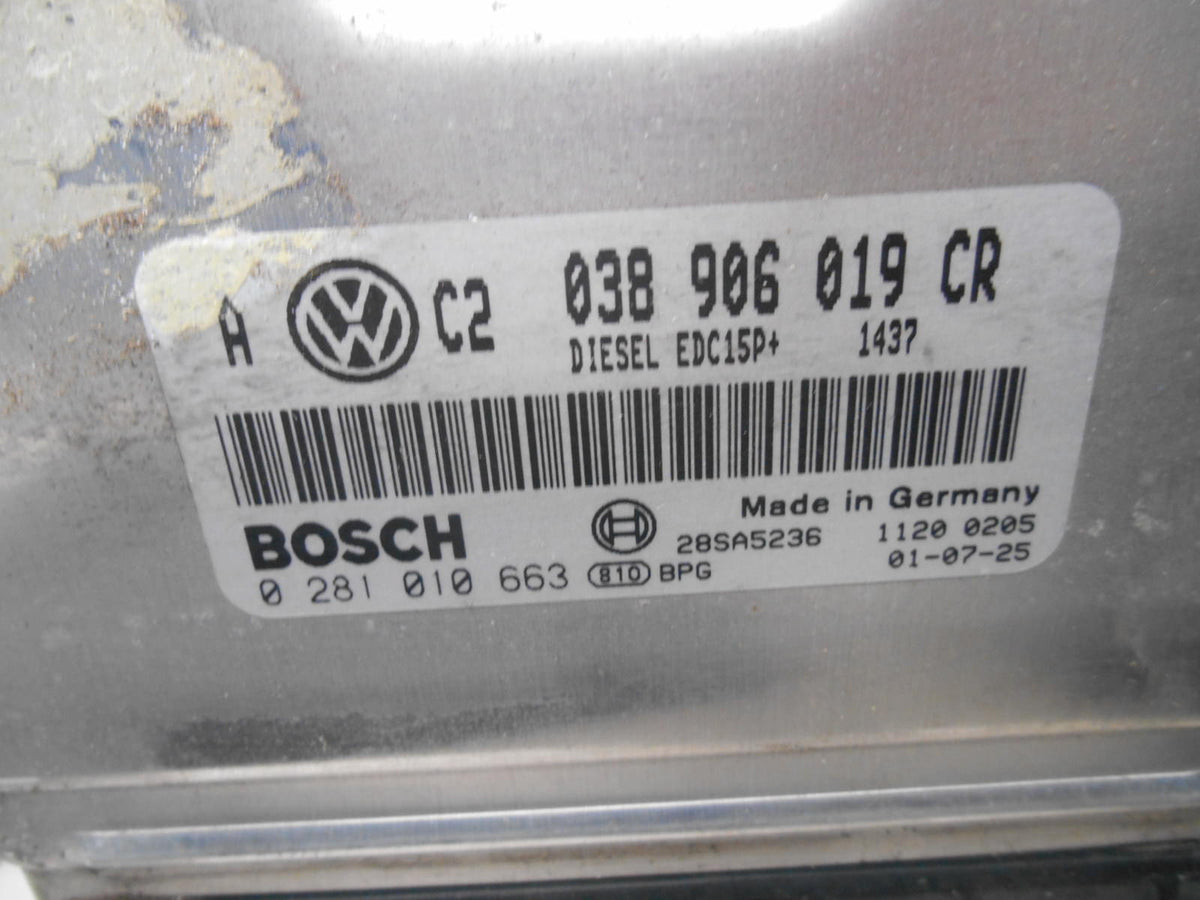 A VW C2 038 906 019 CR
DIESEL EDC15P+ 1437
Made in Germany
BOSCH 28SA5236 1120 0205
0 281 010 663 810 BPG 01-07-25